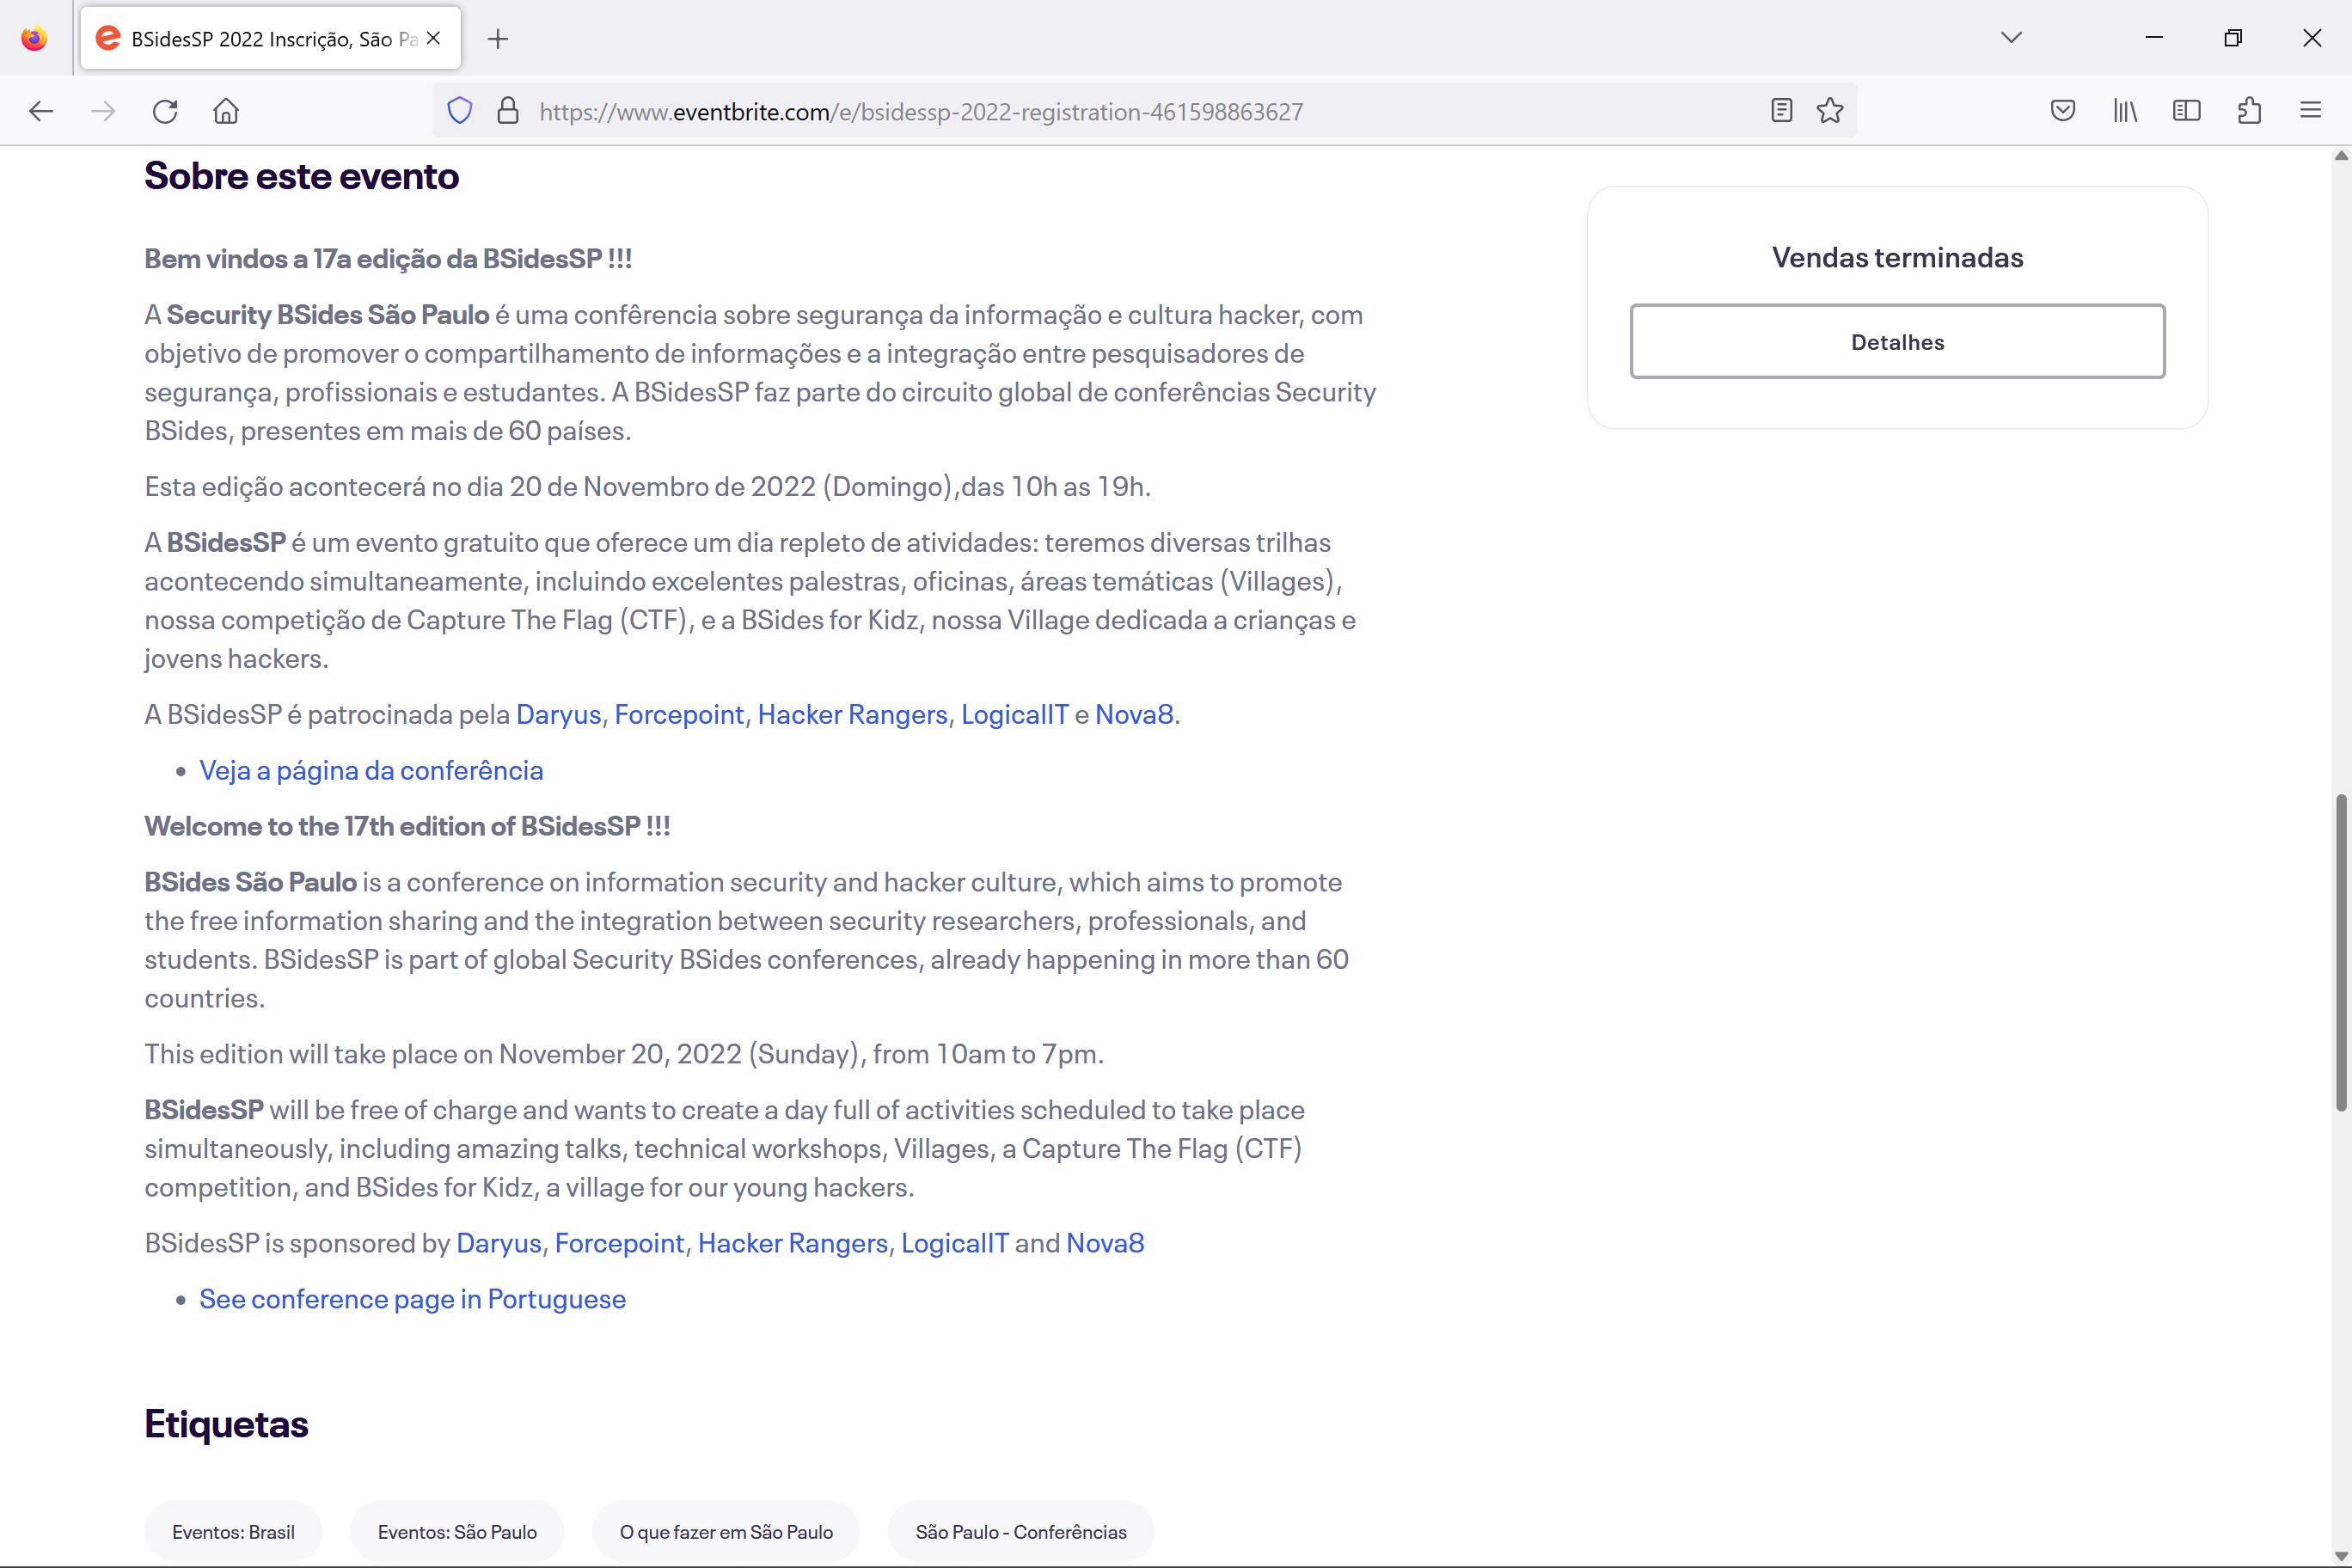 BSidesSP 2022 Inscrição, São Pa
https://www.eventbrite.com/e/bsidessp-2022-registration-461598863627
Sobre este evento
Bem vindos a 17a edição da BSidesSP !!!
A Security BSides São Paulo é uma confêrencia sobre segurança da informação e cultura hacker, com
objetivo de promover o compartilhamento de informações e a integração entre pesquisadores de
segurança, profissionais e estudantes. A BSidesSP faz parte do circuito global de conferências Security
BSides, presentes em mais de 60 países.
Esta edição acontecerá no dia 20 de Novembro de 2022 (Domingo),das 10h as 19h.
A BSidesSP é um evento gratuito que oferece um dia repleto de atividades: teremos diversas trilhas
acontecendo simultaneamente, incluindo excelentes palestras, oficinas, áreas temáticas (Villages),
nossa competição de Capture The Flag (CTF), e a BSides for Kidz, nossa Village dedicada a crianças e
jovens hackers.
A BSidesSP é patrocinada pela Daryus, Forcepoint, Hacker Rangers, LogicalIT e Nova8.
• Veja a página da conferência
Welcome to the 17th edition of BSidesSP !!!
BSides São Paulo is a conference on information security and hacker culture, which aims to promote
the free information sharing and the integration between security researchers, professionals, and
students. BSidesSP is part of global Security BSides conferences, already happening in more than 60
countries.
This edition will take place on November 20, 2022 (Sunday), from 10am to 7pm.
BSidesSP will be free of charge and wants to create a day full of activities scheduled to take place
simultaneously, including amazing talks, technical workshops, Villages, a Capture The Flag (CTF)
competition, and BSides for Kidz, a village for our young hackers.
BSidesSP is sponsored by Daryus, Forcepoint, Hacker Rangers, LogicalIT and Nova8
• See conference page in Portuguese
Etiquetas
Eventos: Brasil
Eventos: São Paulo
O que fazer em São Paulo
São Paulo - Conferências
Vendas terminadas
Detalhes